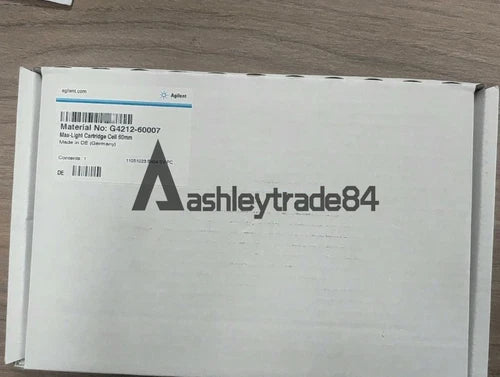 agilent.com
Agilent
Material No: G4212-60007
Max-Light Cartridge Cell 60mm
Made in DE (Germany)
Contents: 1
DE
Aashleytrade84